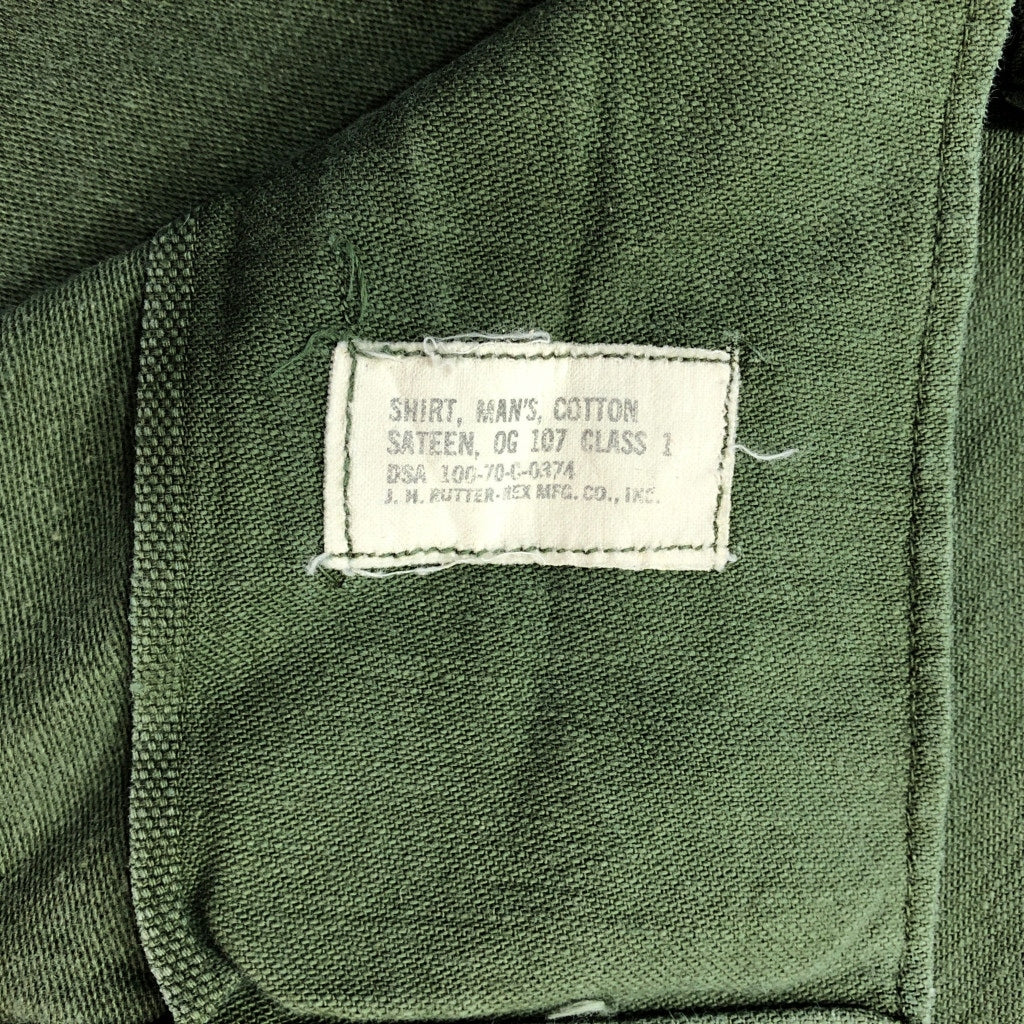 SHIRT, MAN'S, COTTON
SATEEN, OG 107 CLASS 1
DSA 100-70-C-0374
J. H. RUTTER-REX MFG. CO., INC.